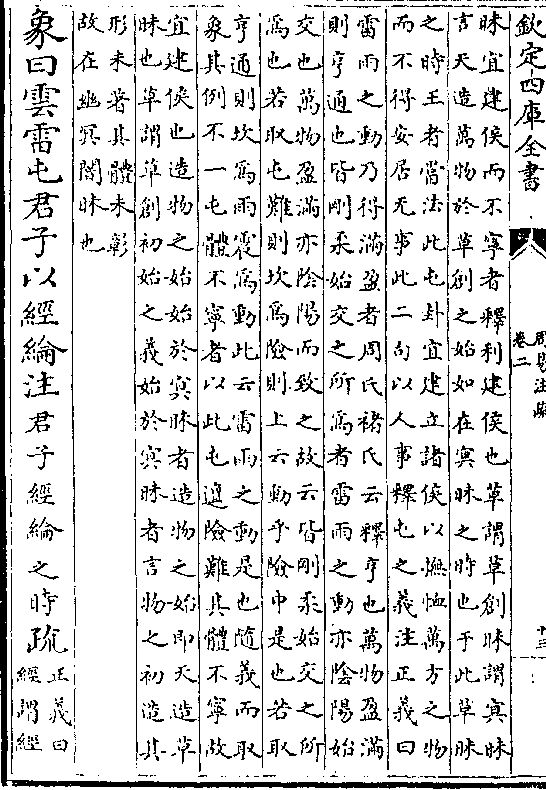 欽定四庫全書
周易注疏
卷二
十三
昧宜建侯而不寧者釋利建侯也草謂草創昧謂冥昧
言天造萬物於草創之始如在冥昧之時也于此草昧
之時王者當法此屯卦宜建立諸侯以憮恤萬方之物
而不得安居无事此二句以人事釋屯之義注正義曰
雷雨之動乃得滿盈者周氏褚氏云釋亨也萬物盈滿
則亨通也皆剛柔始交之所為者雷雨之動亦陰陽始
交也萬物盈滿亦陰陽而致之故云皆剛柔始交之所
為也若取屯難則坎為險則上云動乎險中是也若取
亨通則坎為雨震為動此云雷雨之動是也隨義而取
象其例不一屯體不寧者以此屯邅險難其體不寧故
宜建侯也造物之始始於冥昧者造物之始即天造草
昧也草謂草創初始之義始於冥昧者言物之初造其
形未著其體未彰
故在幽冥闇昧也
象曰雲雷屯君子以經綸注君子經綸之時疏
正義曰
經謂經